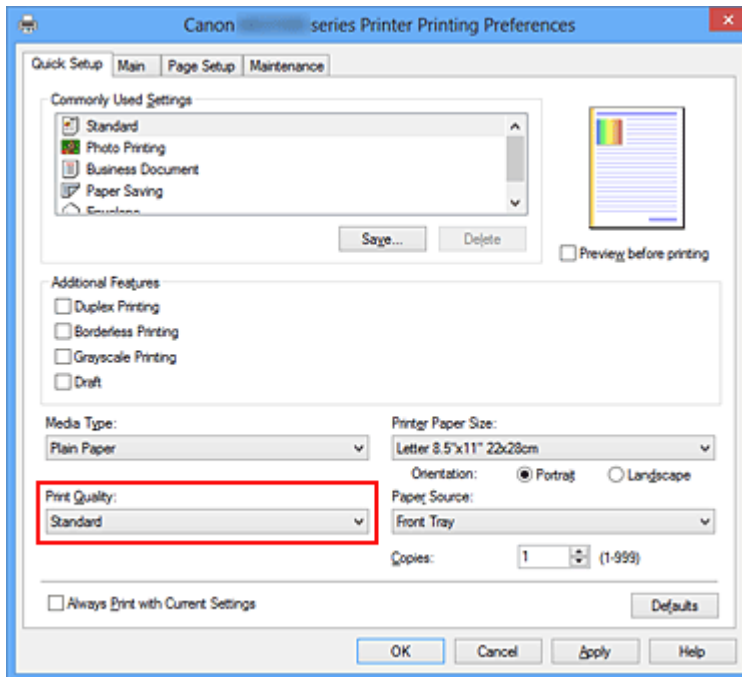 Canon series Printer Printing Preferences
Quick Setup Main Page Setup Maintenance
Commonly Used Settings
Standard
Photo Printing
Business Document
Paper Saving
Envelope
Save... Delete
Preview before printing
Additional Features
Duplex Printing
Borderless Printing
Grayscale Printing
Draft
Media Type: Printer Paper Size:
Plain Paper Letter 8.5"x11" 22x28cm
Orientation: Portrait Landscape
Print Quality: Paper Source:
Standard Front Tray
Copies: 1 (1-999)
Always Print with Current Settings Defaults
OK Cancel Apply Help